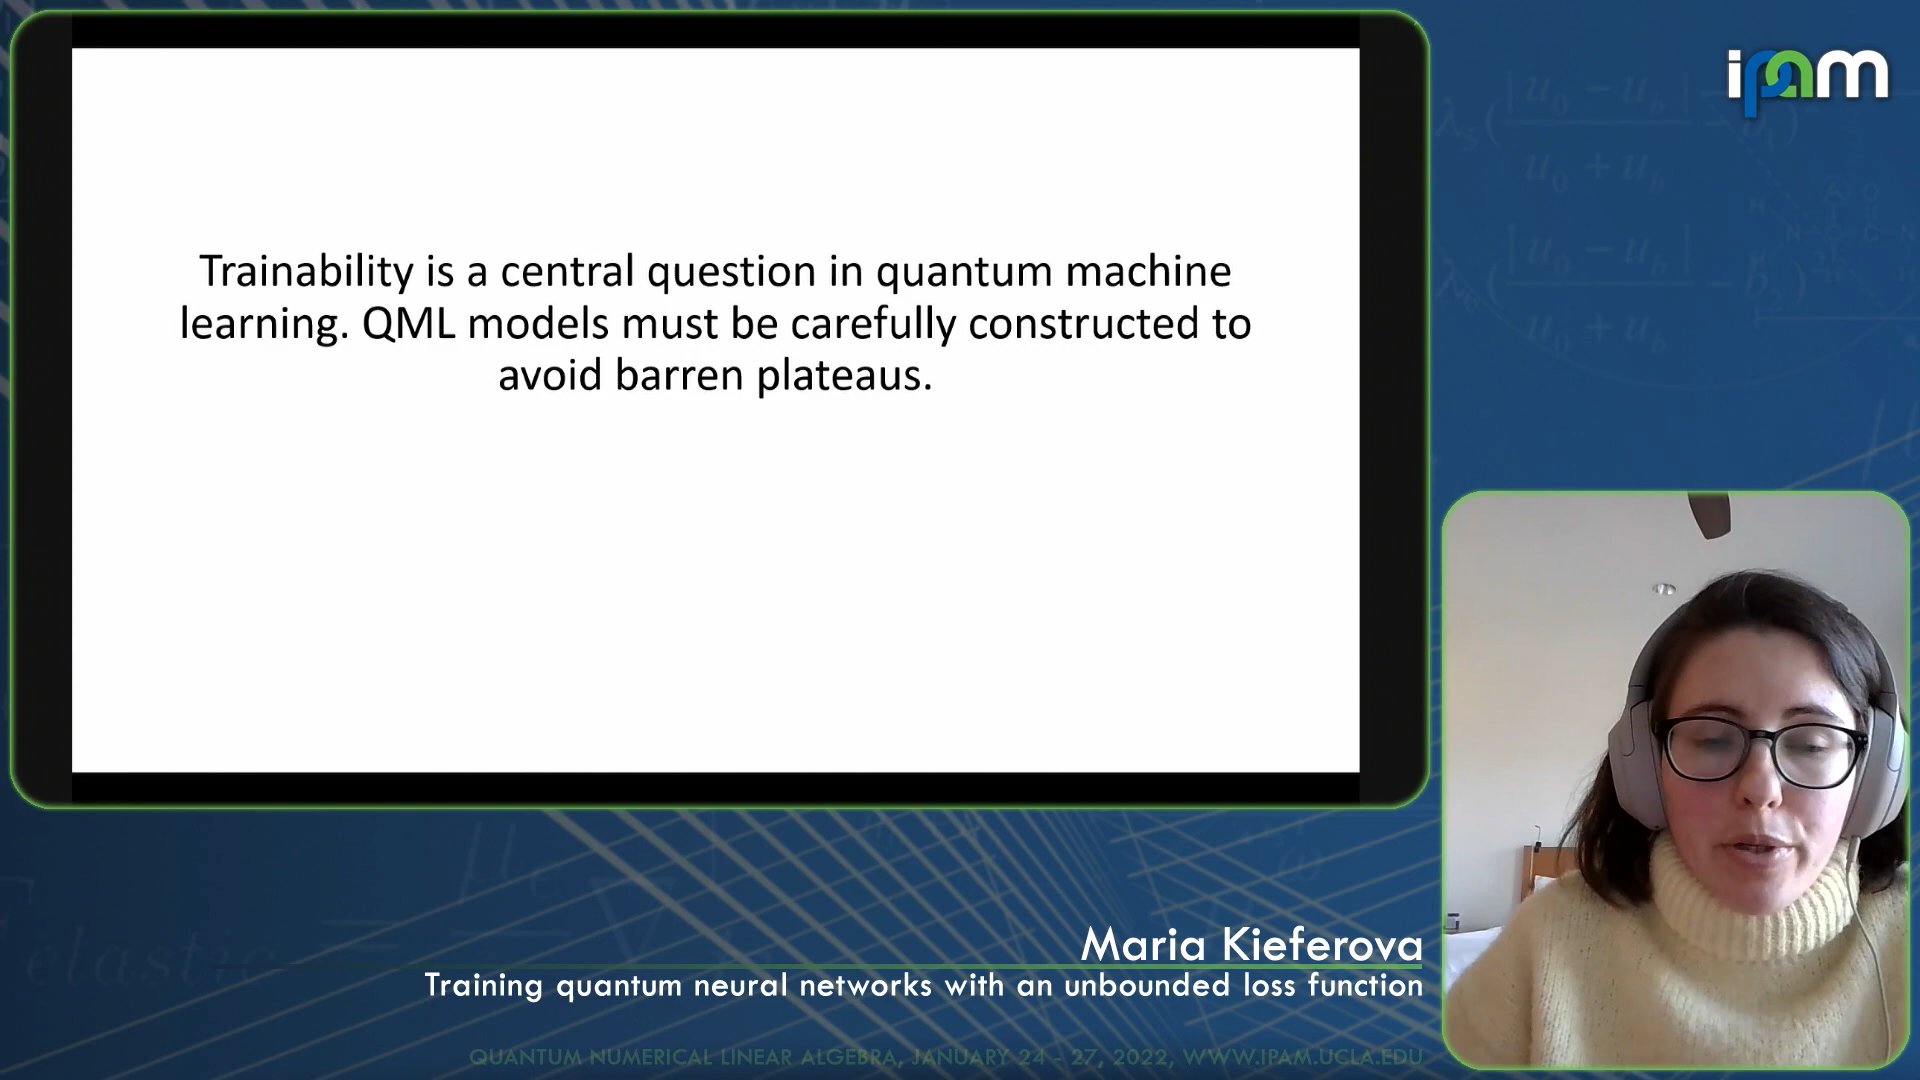 Trainability is a central question in quantum machine
learning. QML models must be carefully constructed to
avoid barren plateaus.
ipam
Maria Kieferova
Training quantum neural networks with an unbounded loss function
QUANTUM NUMERICAL LINEAR ALGEBRA, JANUARY 24 - 27, 2022, WWW.IPAM.UCLA.EDU
elastic